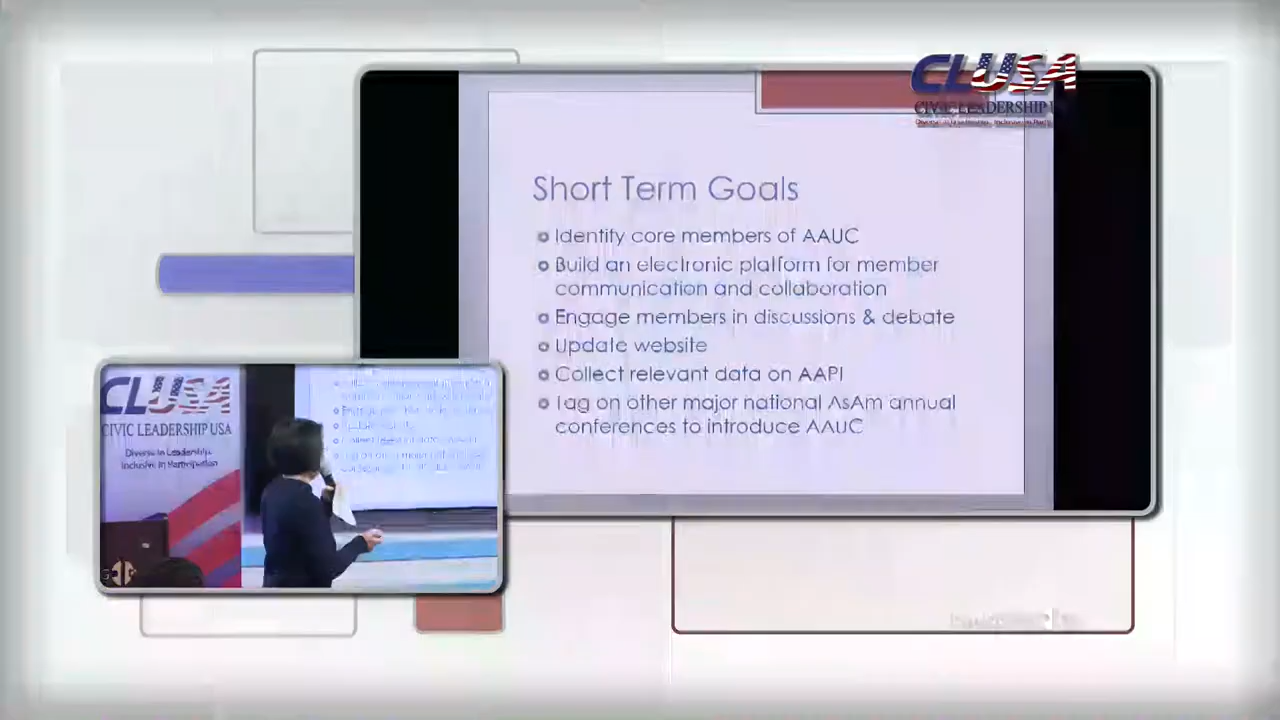 CLUSA
CIVIC LEADERSHIP
Short Term Goals
Identify core members of AAUC
Build an electronic platform for member
communication and collaboration
Engage members in discussions & debate
Update website
Collect relevant data on AAPI
Tag on other major national AsAm annual
conferences to introduce AAUC
CLUSA
CIVIC LEADERSHIP USA
Diverse in Leadership,
Inclusive in Participation